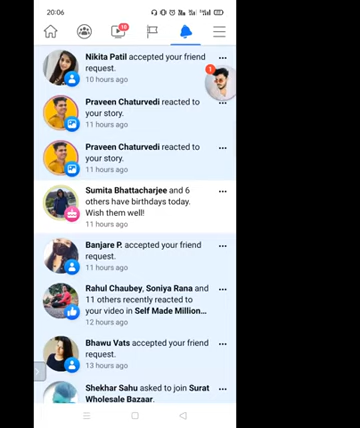 20:06
Nikita Patil accepted your friend
request.
10 hours ago
1
Praveen Chaturvedi reacted to
your story.
11 hours ago
Praveen Chaturvedi reacted to
your story.
11 hours ago
Sumita Bhattacharjee and 6
others have birthdays today.
Wish them well!
11 hours ago
Banjare P. accepted your friend
request.
11 hours ago
Rahul Chaubey, Soniya Rana and
11 others recently reacted to
your video in Self Made Million...
12 hours ago
Bhawu Vats accepted your friend
request.
13 hours ago
Shekhar Sahu asked to join Surat
Wholesale Bazaar.